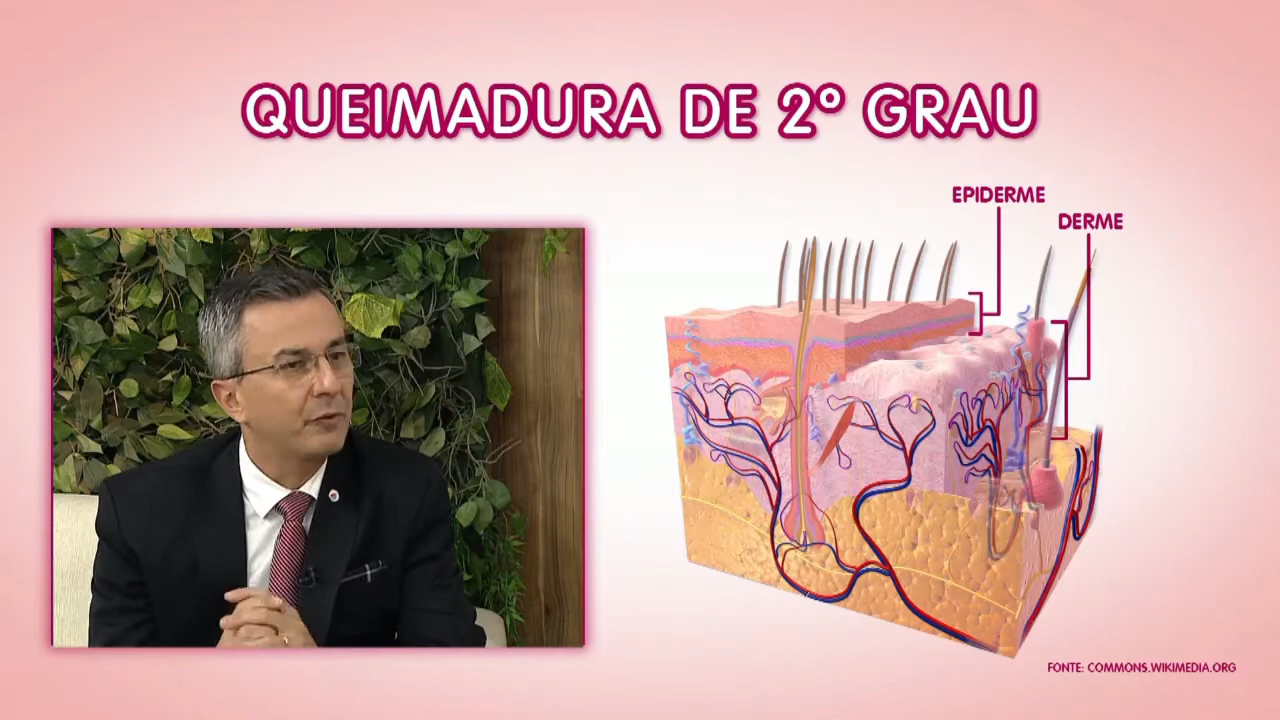 QUEIMADURA DE 2º GRAU
EPIDERME
DERME
FONTE: COMMONS.WIKIMEDIA.ORG